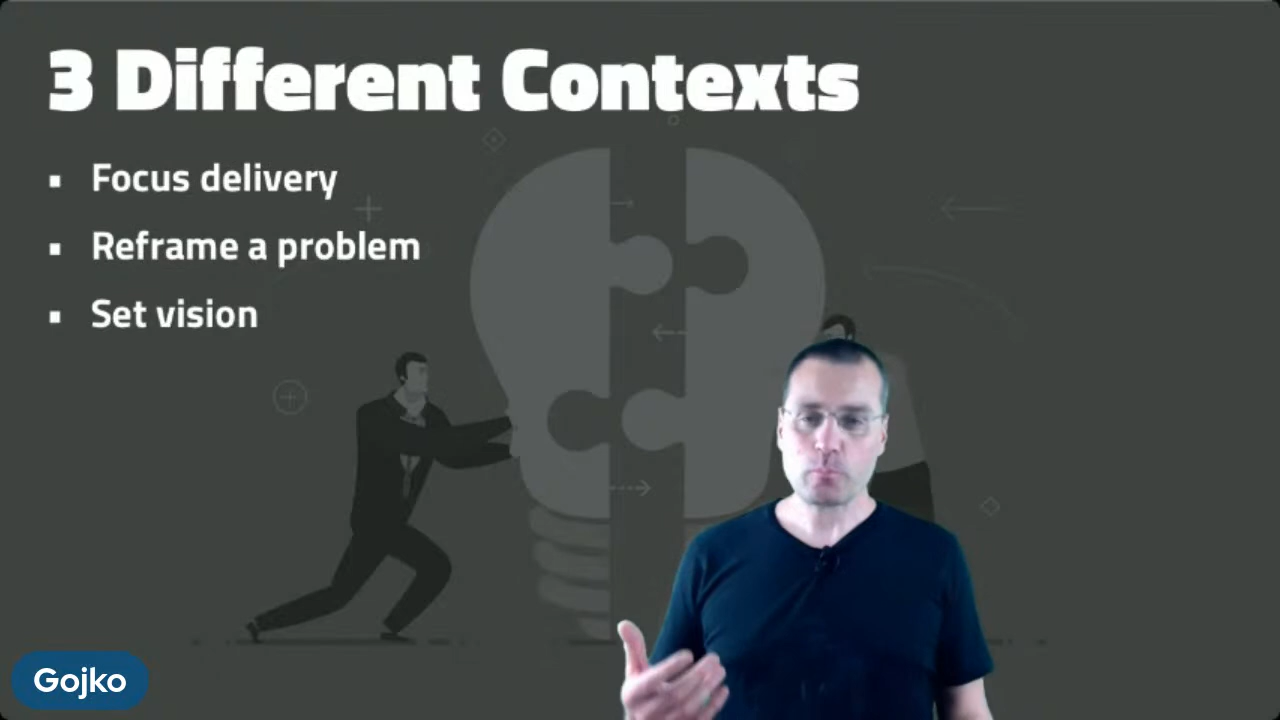 3 Different Contexts
▪ Focus delivery
▪ Reframe a problem
▪ Set vision
Gojko